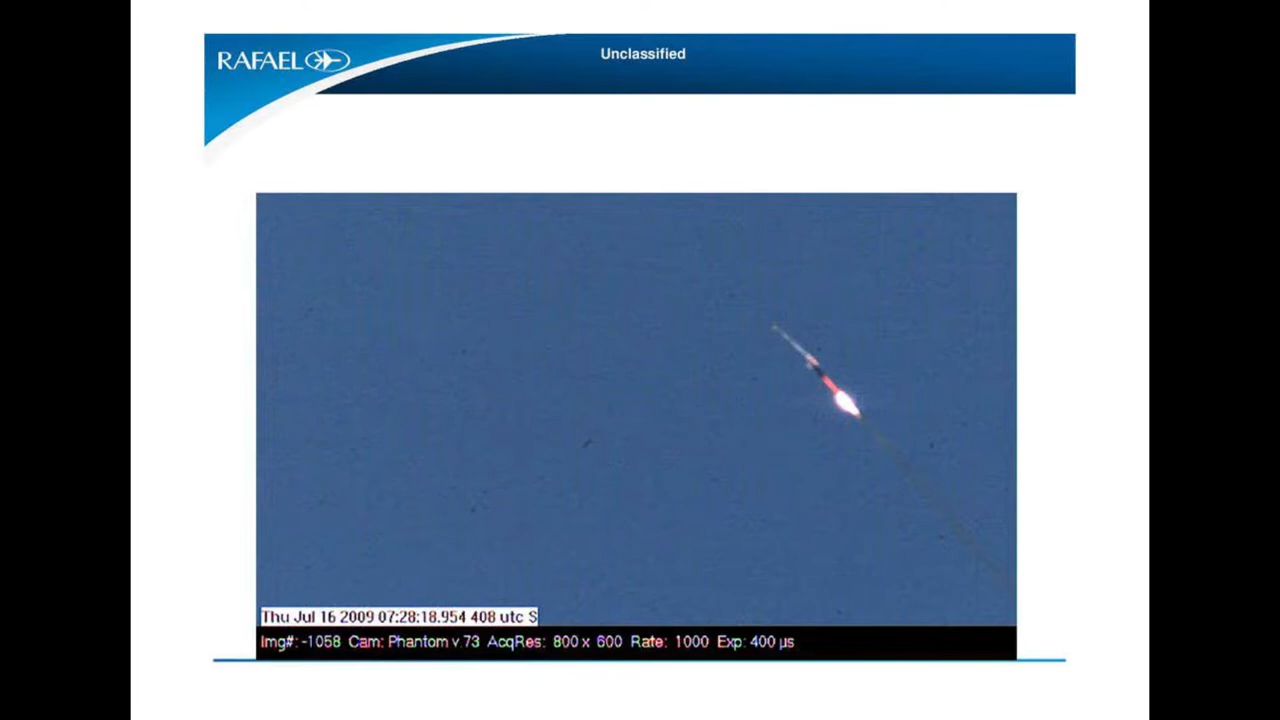 RAFAEL
Unclassified
Thu Jul 16 2009 07:28:18.954 408 utc S
Img#: -1058 Cam: Phantom v.73 AcqRes: 800 x 600 Rate: 1000 Exp: 400 µs